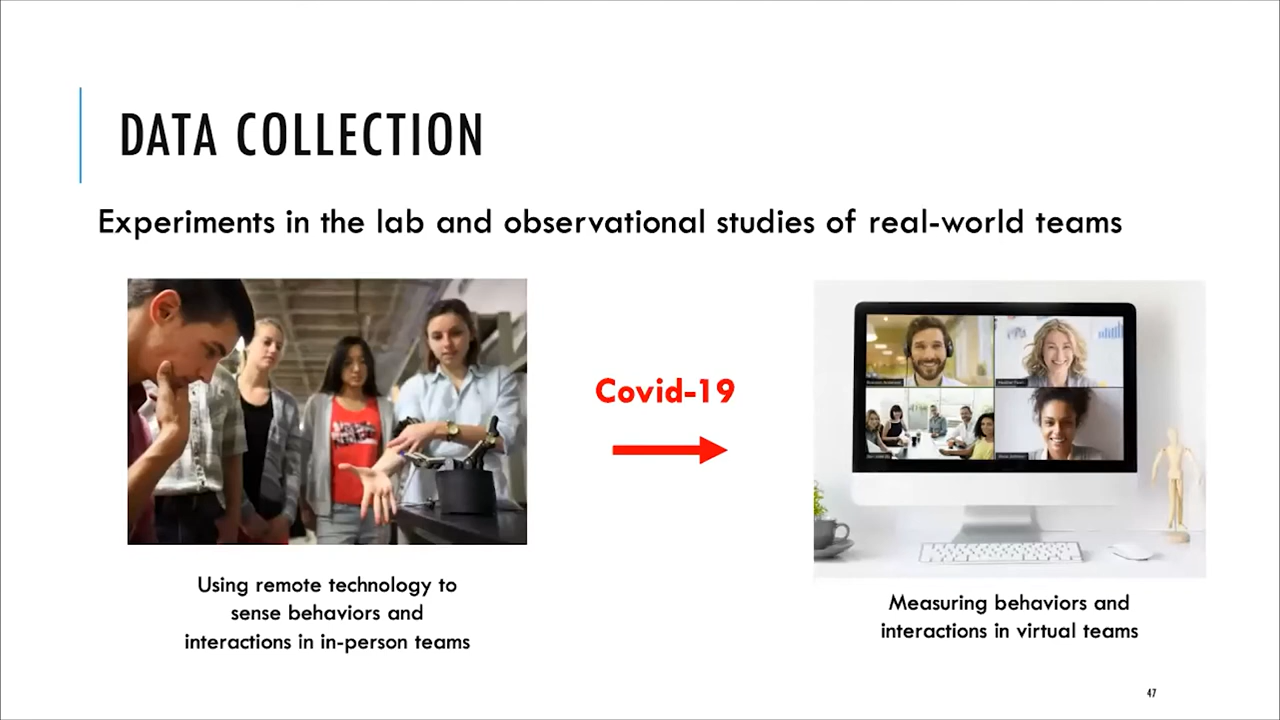 DATA COLLECTION
Experiments in the lab and observational studies of real-world teams
Covid-19
Using remote technology to
sense behaviors and
interactions in in-person teams
Measuring behaviors and
interactions in virtual teams
47